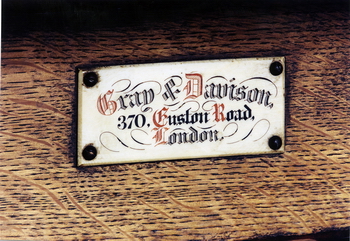 Gray & Davison,
370, Euston Road,
London.